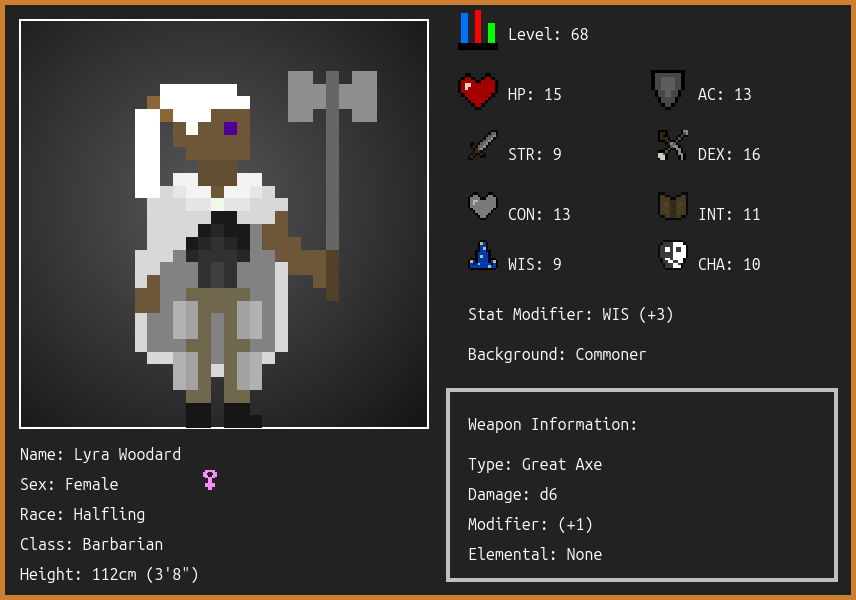 Level: 68
HP: 15
AC: 13
STR: 9
DEX: 16
CON: 13
INT: 11
WIS: 9
CHA: 10
Stat Modifier: WIS (+3)
Background: Commoner
Weapon Information:
Type: Great Axe
Damage: d6
Modifier: (+1)
Elemental: None
Name: Lyra Woodard
Sex: Female
Race: Halfling
Class: Barbarian
Height: 112cm (3'8")